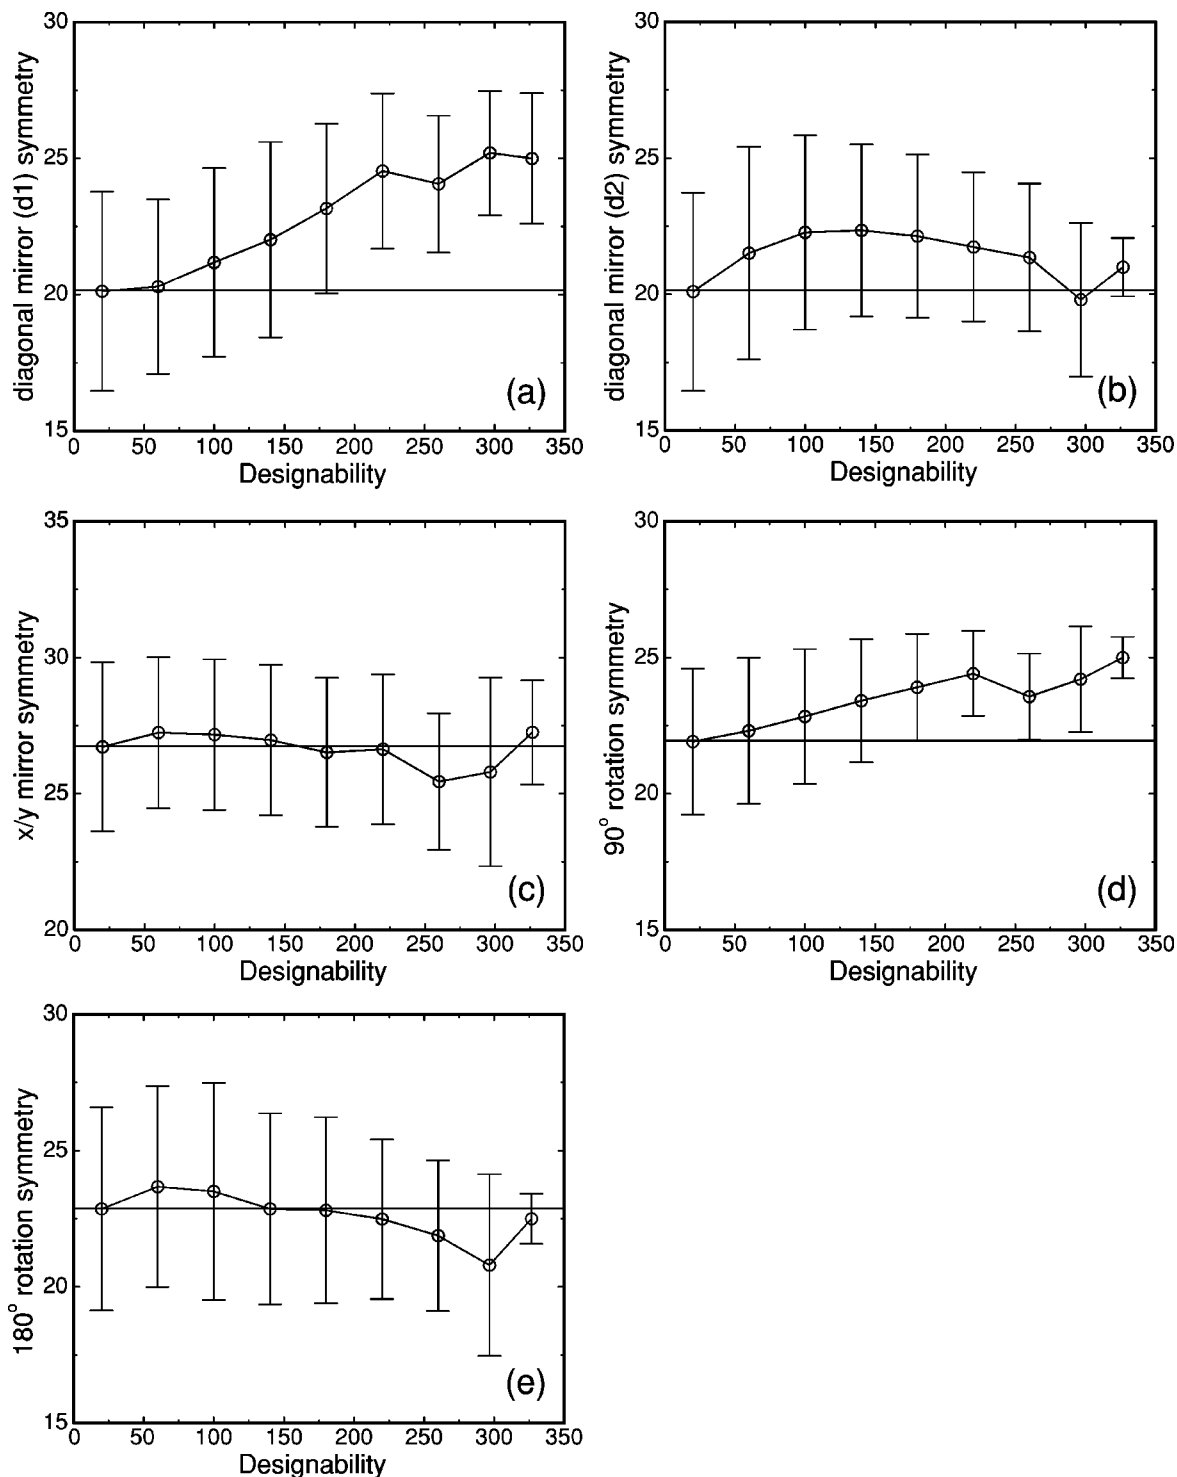 30
25
20
15
diagonal mirror (d1) symmetry
(a)
0 50 100 150 200 250 300 350
Designability
30
25
20
15
diagonal mirror (d2) symmetry
(b)
0 50 100 150 200 250 300 350
Designability
35
30
25
20
x/y mirror symmetry
(c)
0 50 100 150 200 250 300 350
Designability
30
25
20
15
90° rotation symmetry
(d)
0 50 100 150 200 250 300 350
Designability
30
25
20
15
180° rotation symmetry
(e)
0 50 100 150 200 250 300 350
Designability